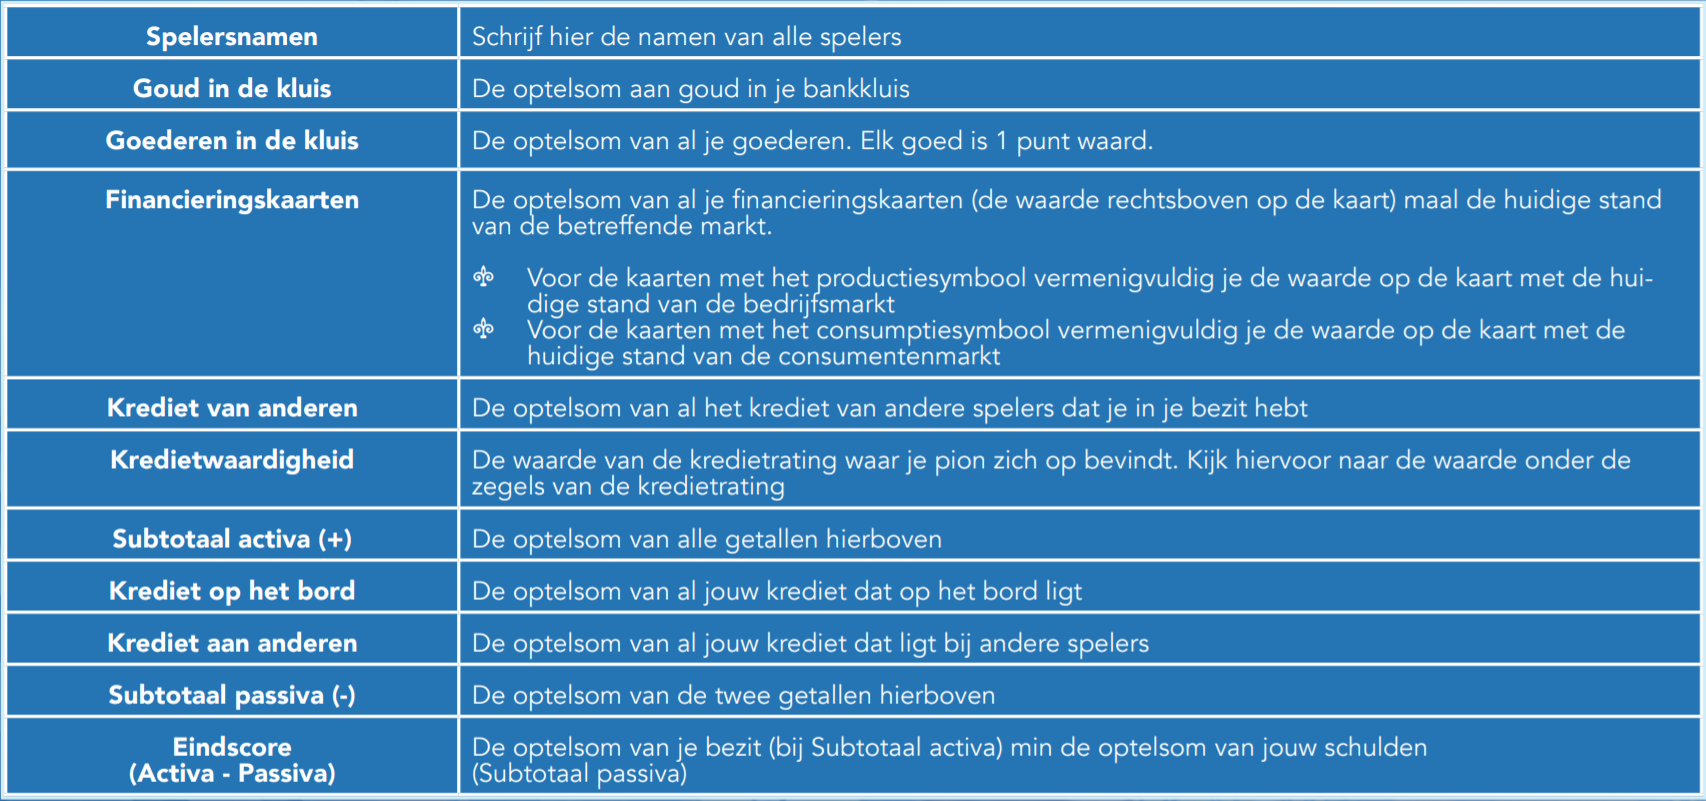 Spelersnamen
Schrijf hier de namen van alle spelers
Goud in de kluis
De optelsom aan goud in je bankkluis
Goederen in de kluis
De optelsom van al je goederen. Elk goed is 1 punt waard.
Financieringskaarten
De optelsom van al je financieringskaarten (de waarde rechtsboven op de kaart) maal de huidige stand
van de betreffende markt.
Voor de kaarten met het productiesymbool vermenigvuldig je de waarde op de kaart met de hui-
dige stand van de bedrijfsmarkt
Voor de kaarten met het consumptiesymbool vermenigvuldig je de waarde op de kaart met de
huidige stand van de consumentenmarkt
Krediet van anderen
De optelsom van al het krediet van andere spelers dat je in je bezit hebt
Kredietwaardigheid
De waarde van de kredietrating waar je pion zich op bevindt. Kijk hiervoor naar de waarde onder de
zegels van de kredietrating
Subtotaal activa (+)
De optelsom van alle getallen hierboven
Krediet op het bord
De optelsom van al jouw krediet dat op het bord ligt
Krediet aan anderen
De optelsom van al jouw krediet dat ligt bij andere spelers
Subtotaal passiva (-)
De optelsom van de twee getallen hierboven
Eindscore
(Activa - Passiva)
De optelsom van je bezit (bij Subtotaal activa) min de optelsom van jouw schulden
(Subtotaal passiva)